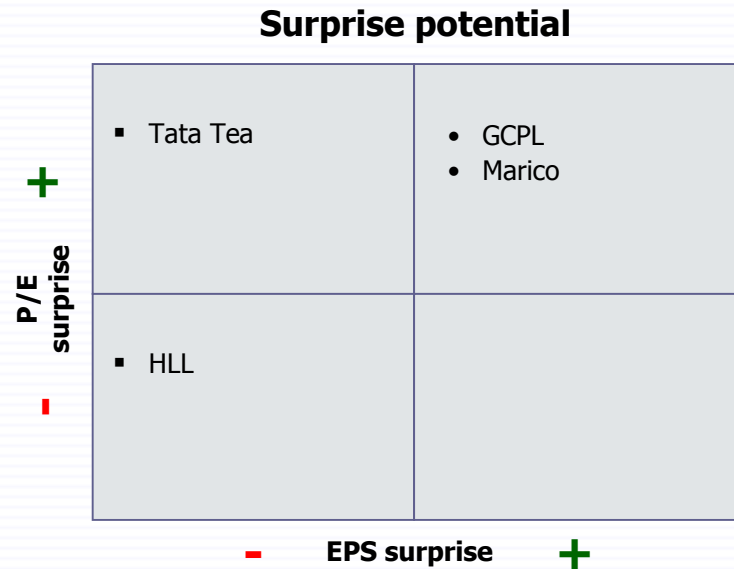 Surprise potential
▪ Tata Tea
• GCPL
• Marico
+
P/E
surprise
▪ HLL
-
- EPS surprise +